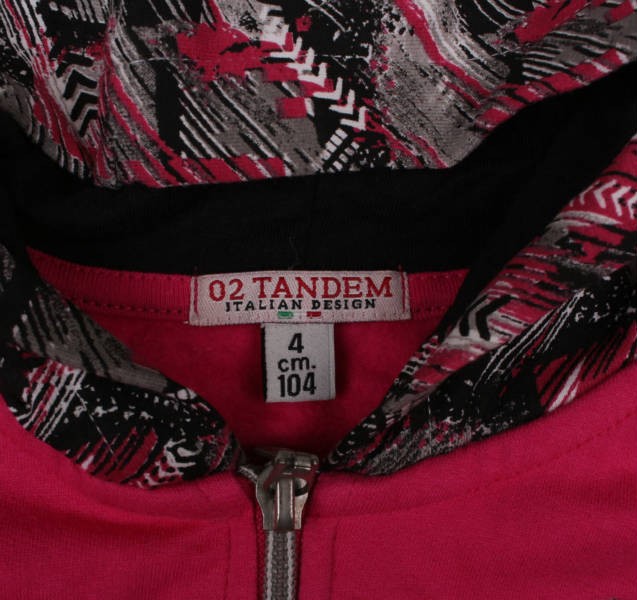 02 TANDEM
ITALIAN DESIGN
4
cm.
104